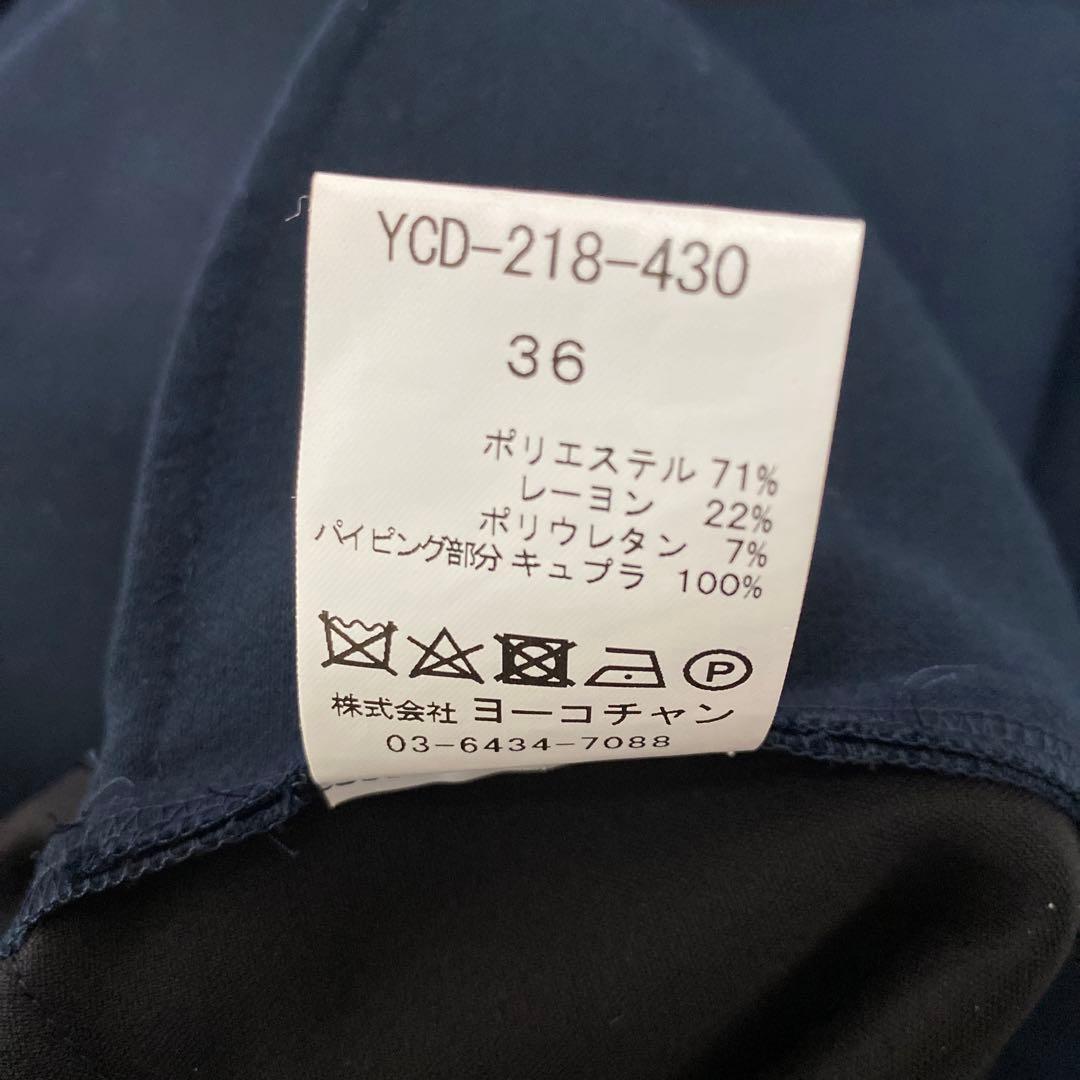 YCD-218-430
36
ポリエステル 71%
レーヨン 22%
ポリウレタン 7%
パイピング部分 キュプラ 100%
P
株式会社 ヨーコチャン
03-6434-7088